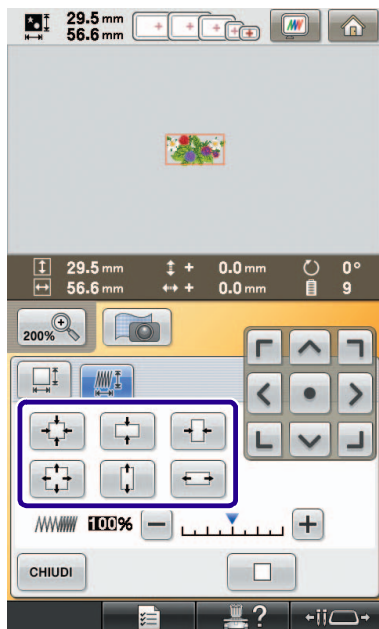 29.5 mm
56.6 mm
29.5 mm + 0.0 mm 0°
56.6 mm + 0.0 mm 9
200%
100% − +
CHIUDI
?